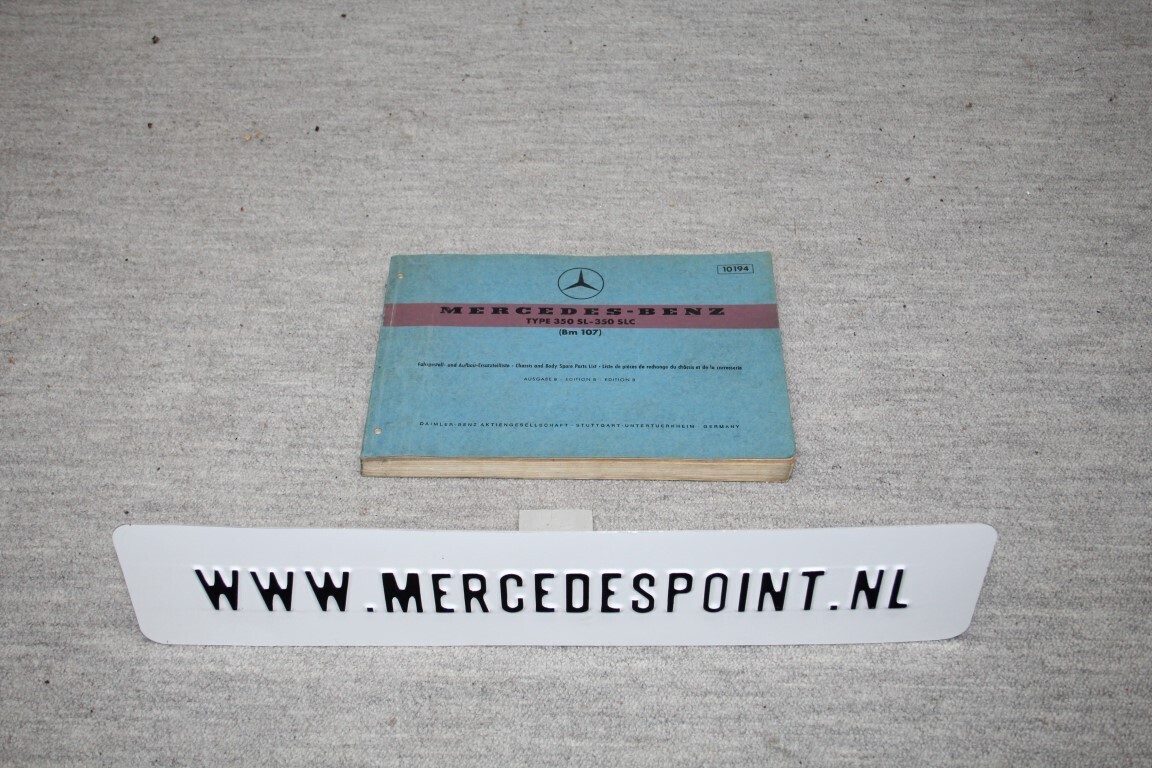 10194
MERCEDES-BENZ
TYPE 350 SL-350 SLC
(Bm 107)
Fahrgestell- und Aufbau-Ersatzteilliste · Chassis and Body Spare Parts List · Liste de pièces de rechange du châssis et de la carrosserie
AUSGABE B · EDITION B · EDITION B
DAIMLER-BENZ AKTIENGESELLSCHAFT · STUTTGART-UNTERTUERKHEIM · GERMANY
WWW.MERCEDESPOINT.NL